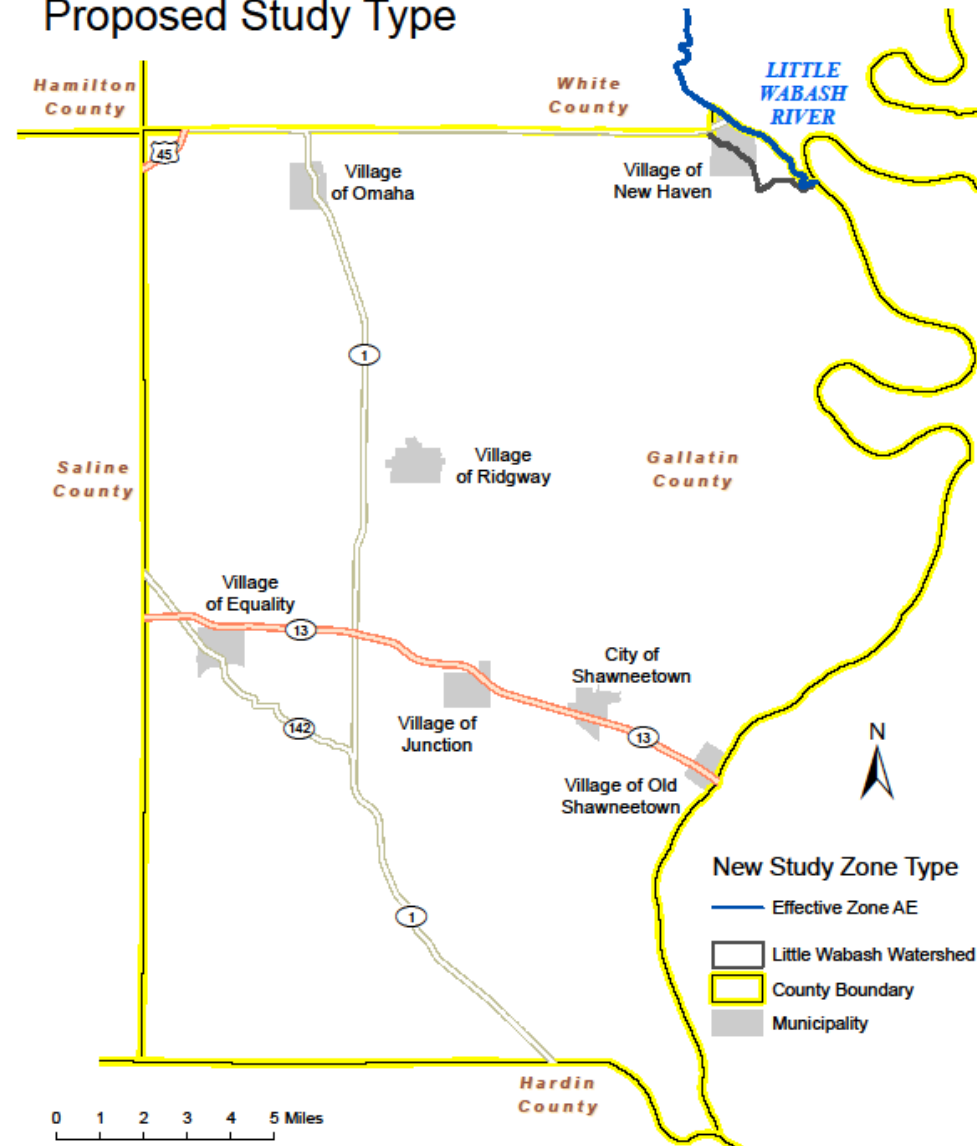 Proposed Study Type
Hamilton
County
White
County
LITTLE
WABASH
RIVER
45
Village
of Omaha
Village of
New Haven
1
Village
of Ridgway
Gallatin
County
Saline
County
Village
of Equality
13
City of
Shawneetown
142
Village of
Junction
13
Village of Old
Shawneetown
N
1
New Study Zone Type
Effective Zone AE
Little Wabash Watershed
County Boundary
Municipality
Hardin
County
0 1 2 3 4 5 Miles